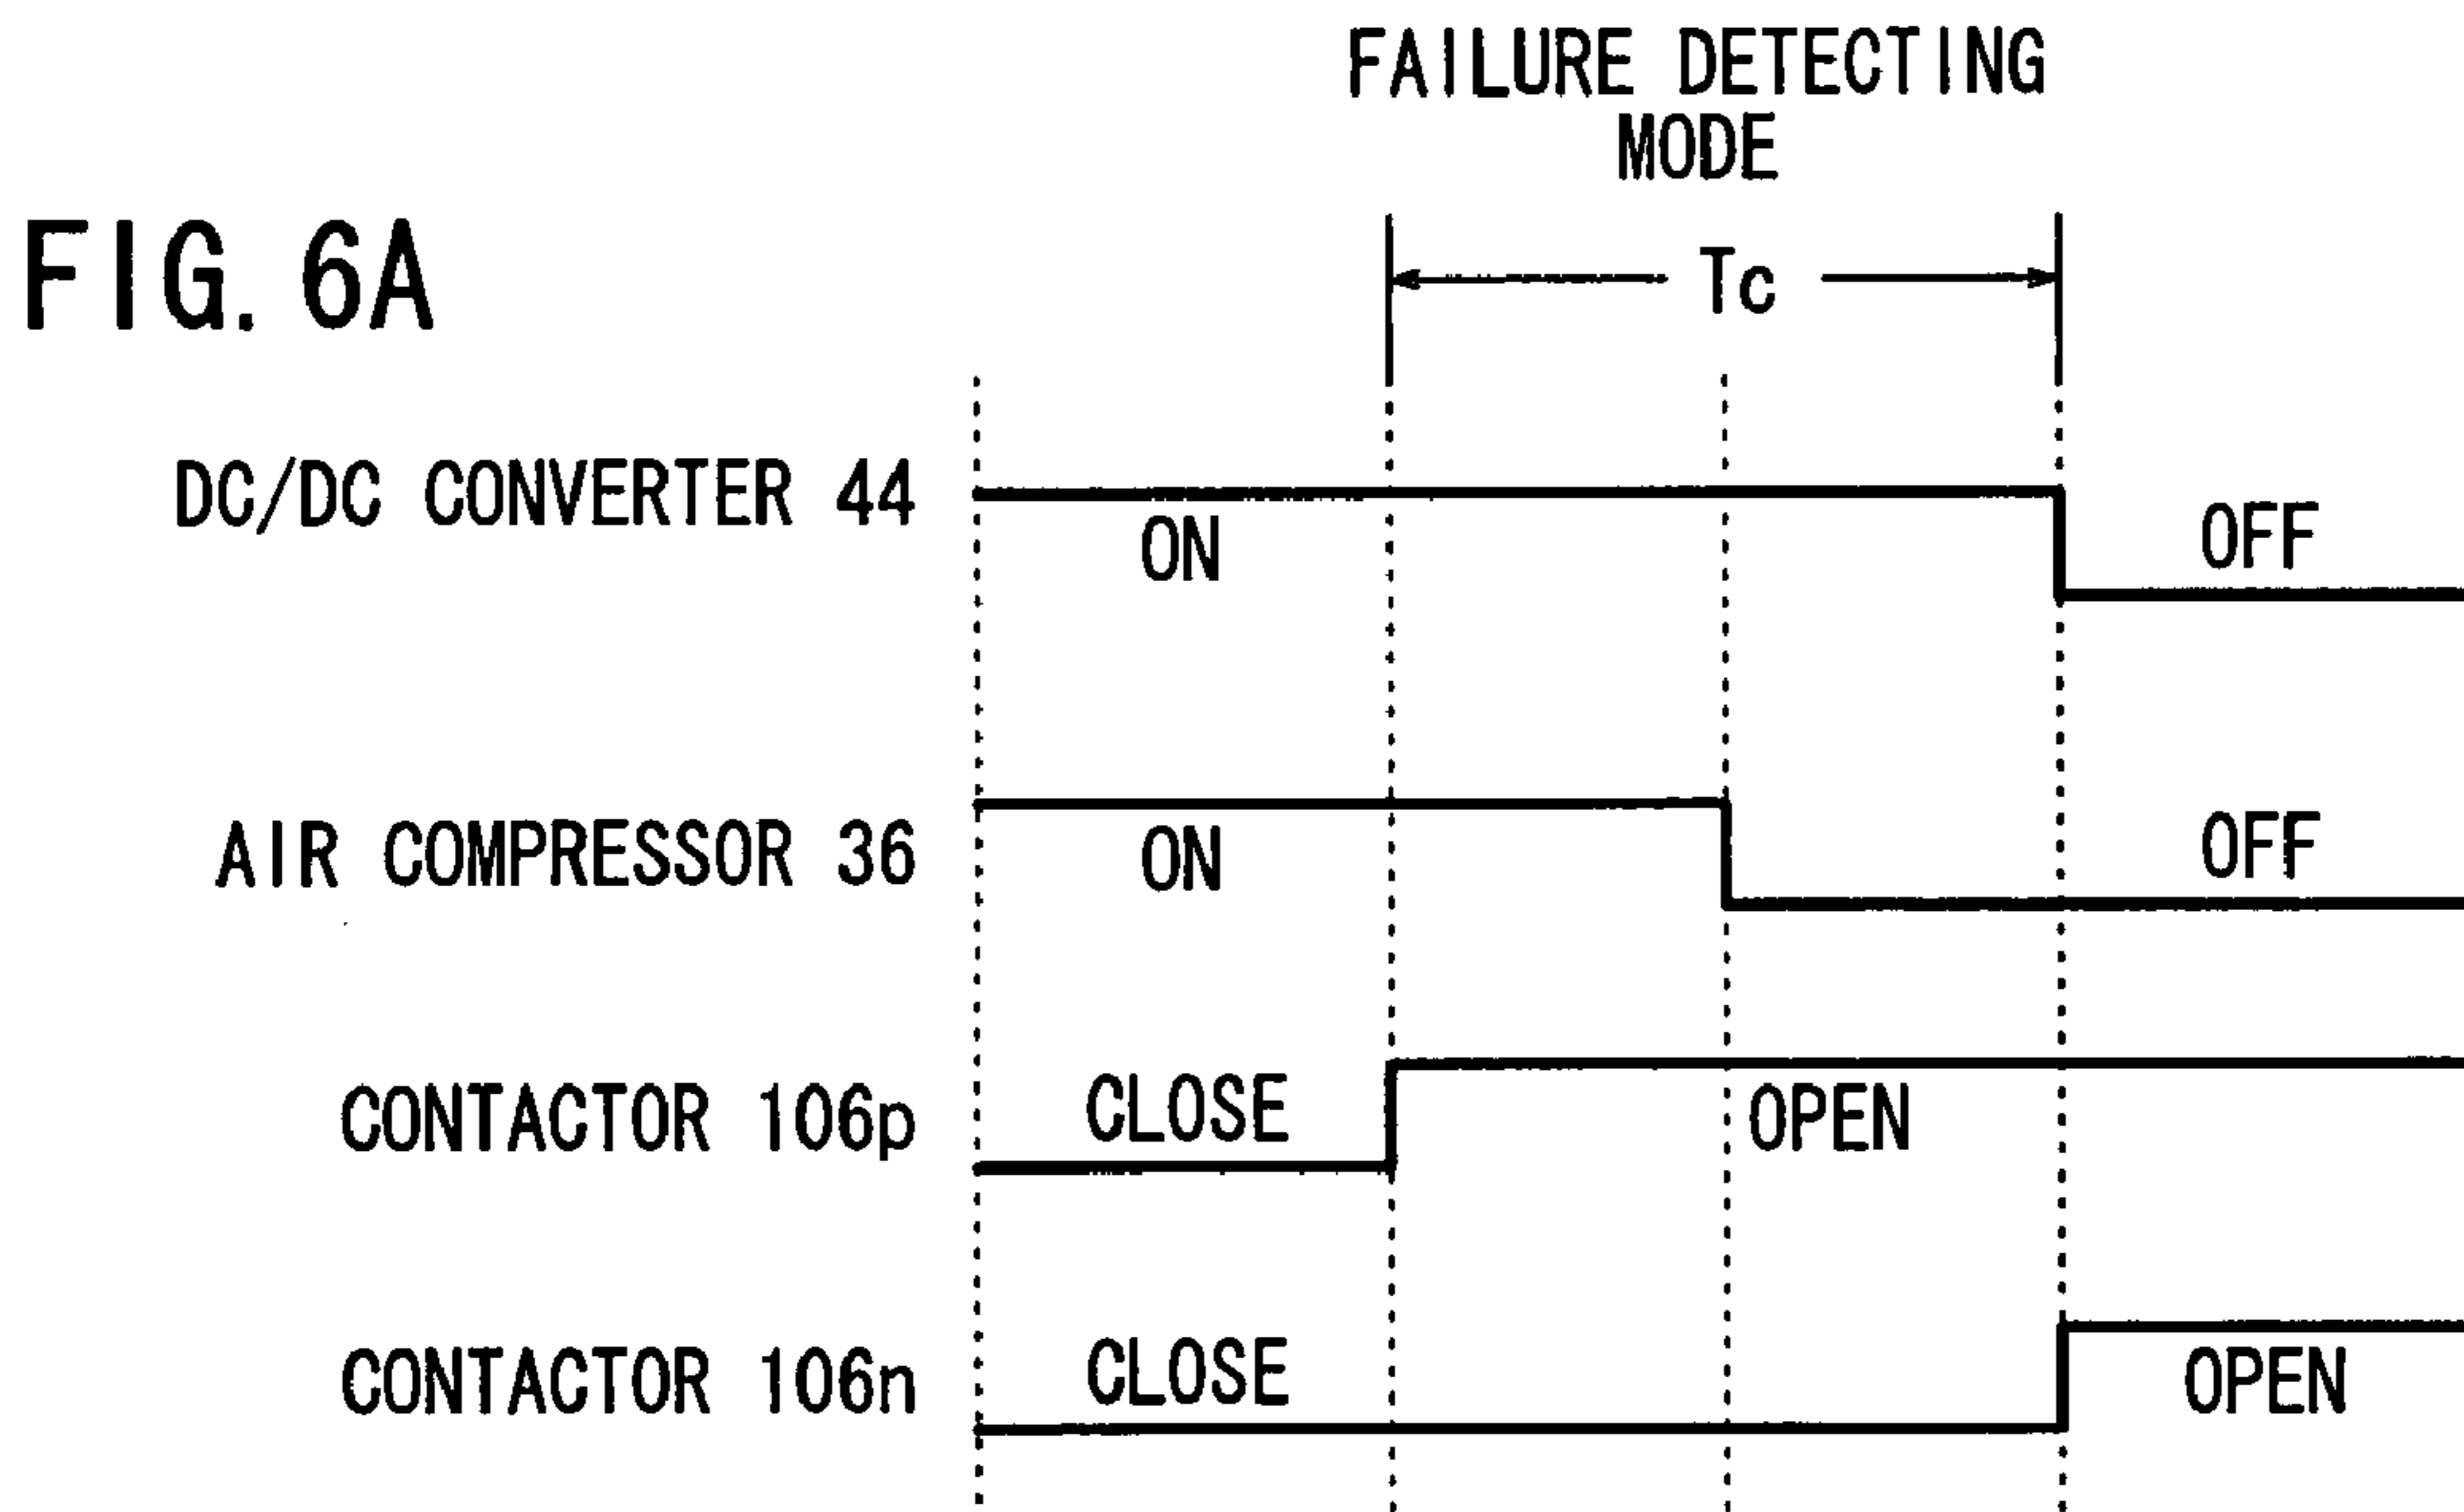 FAILURE DETECTING
MODE
FIG. 6A
Tc
DC/DC CONVERTER 44
ON
OFF
AIR COMPRESSOR 36
ON
OFF
CONTACTOR 106p
CLOSE
OPEN
CONTACTOR 106n
CLOSE
OPEN